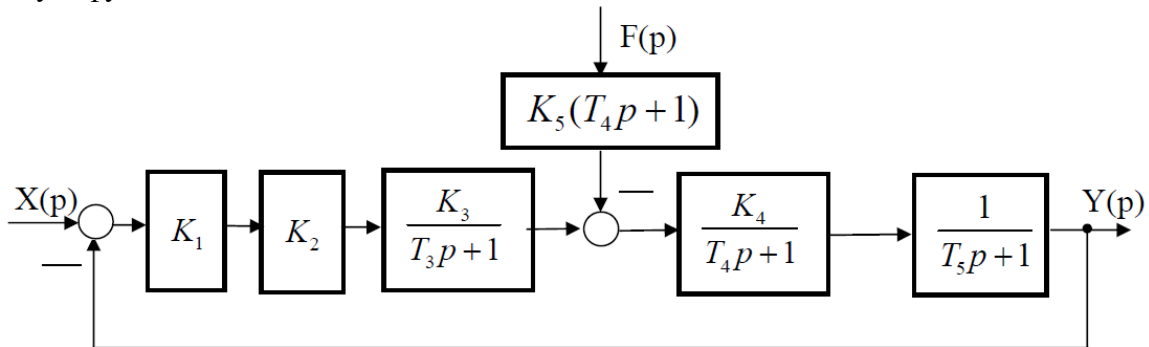 F(p)
K₅(T₄p+1)
X(p)
K₁
K₂
K₃
T₃p+1
K₄
T₄p+1
1
T₅p+1
Y(p)